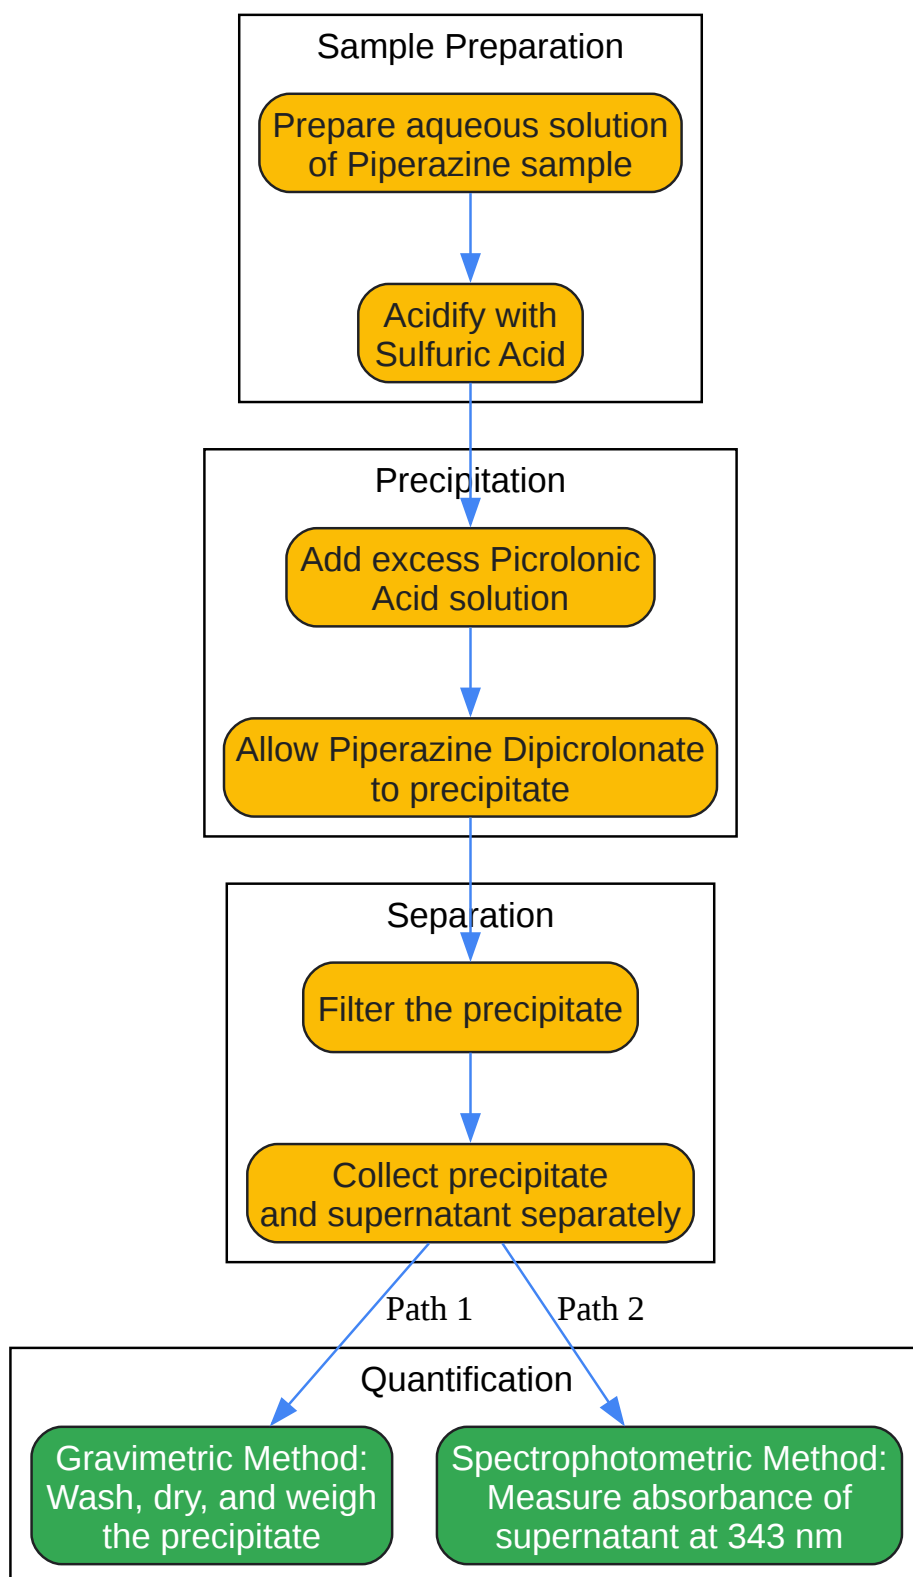 Sample Preparation
Prepare aqueous solution
of Piperazine sample
Acidify with
Sulfuric Acid
Precipitation
Add excess Picrolonic
Acid solution
Allow Piperazine Dipicrolonate
to precipitate
Separation
Filter the precipitate
Collect precipitate
and supernatant separately
Path 1
Path 2
Quantification
Gravimetric Method:
Wash, dry, and weigh
the precipitate
Spectrophotometric Method:
Measure absorbance of
supernatant at 343 nm